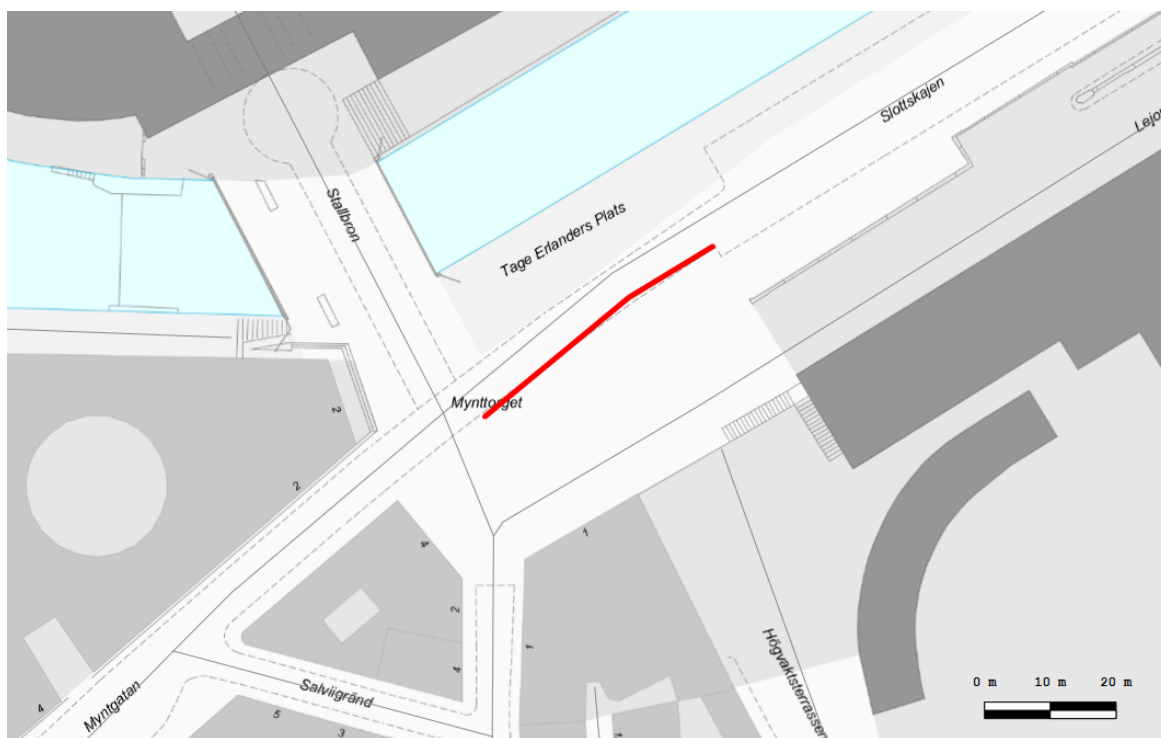 Slottskajen
Stallbron
Tage Erlanders Plats
Mynttorget
2
2
1
4
2
1
4
Högvaktsterrassen
0 m 10 m 20 m
Salviigränd
Myntgatan
4
5
3